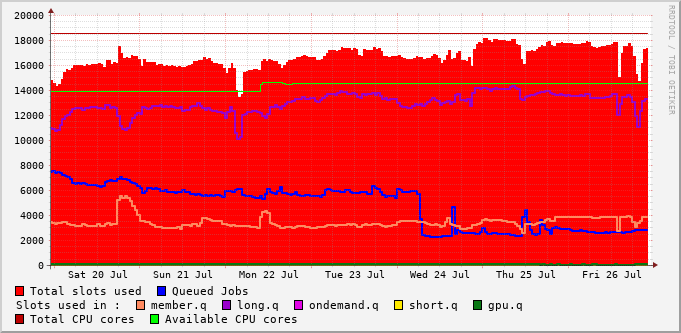 20000
18000
16000
14000
12000
10000
8000
6000
4000
2000
0
Sat 20 Jul Sun 21 Jul Mon 22 Jul Tue 23 Jul Wed 24 Jul Thu 25 Jul Fri 26 Jul
Total slots used Queued Jobs
Slots used in : member.q long.q ondemand.q short.q gpu.q
Total CPU cores Available CPU cores
RRDTOOL / TOBI OETIKER